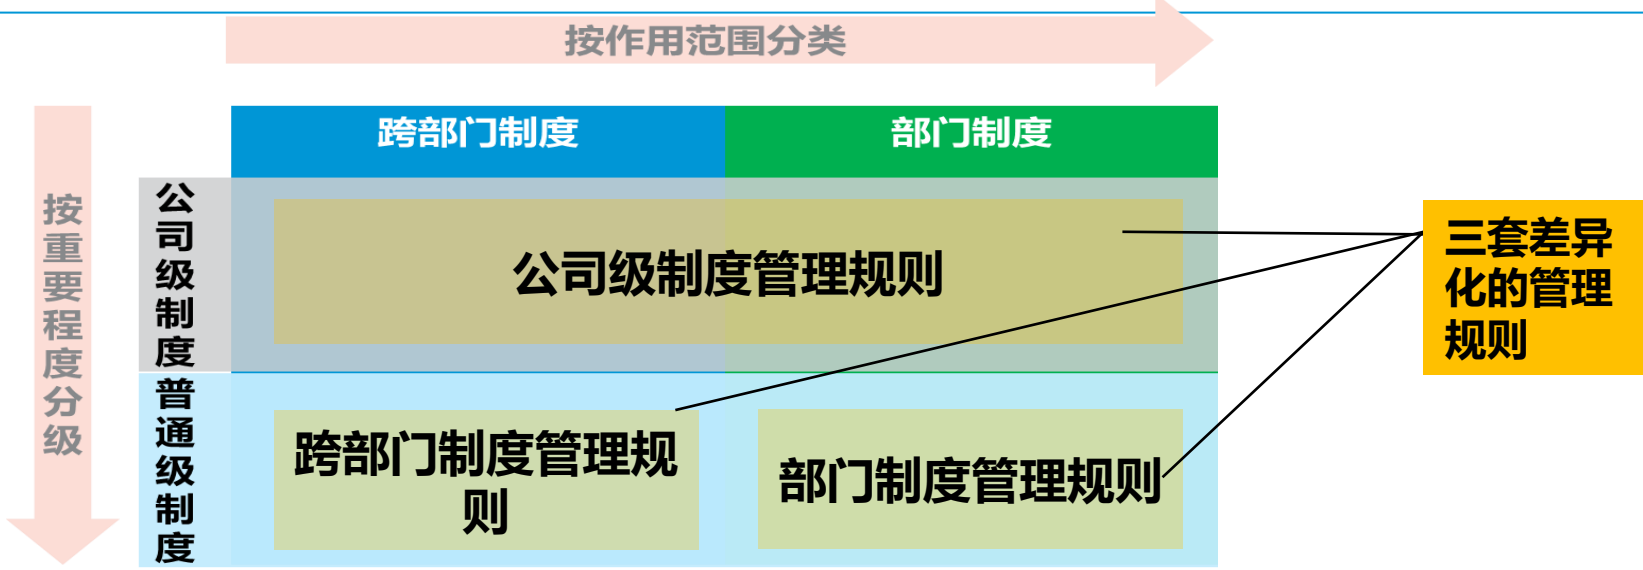 按作用范围分类
跨部门制度
部门制度
按重要程度分级
公司级制度
公司级制度管理规则
三套差异
化的管理
规则
普通级制度
跨部门制度管理规
则
部门制度管理规则